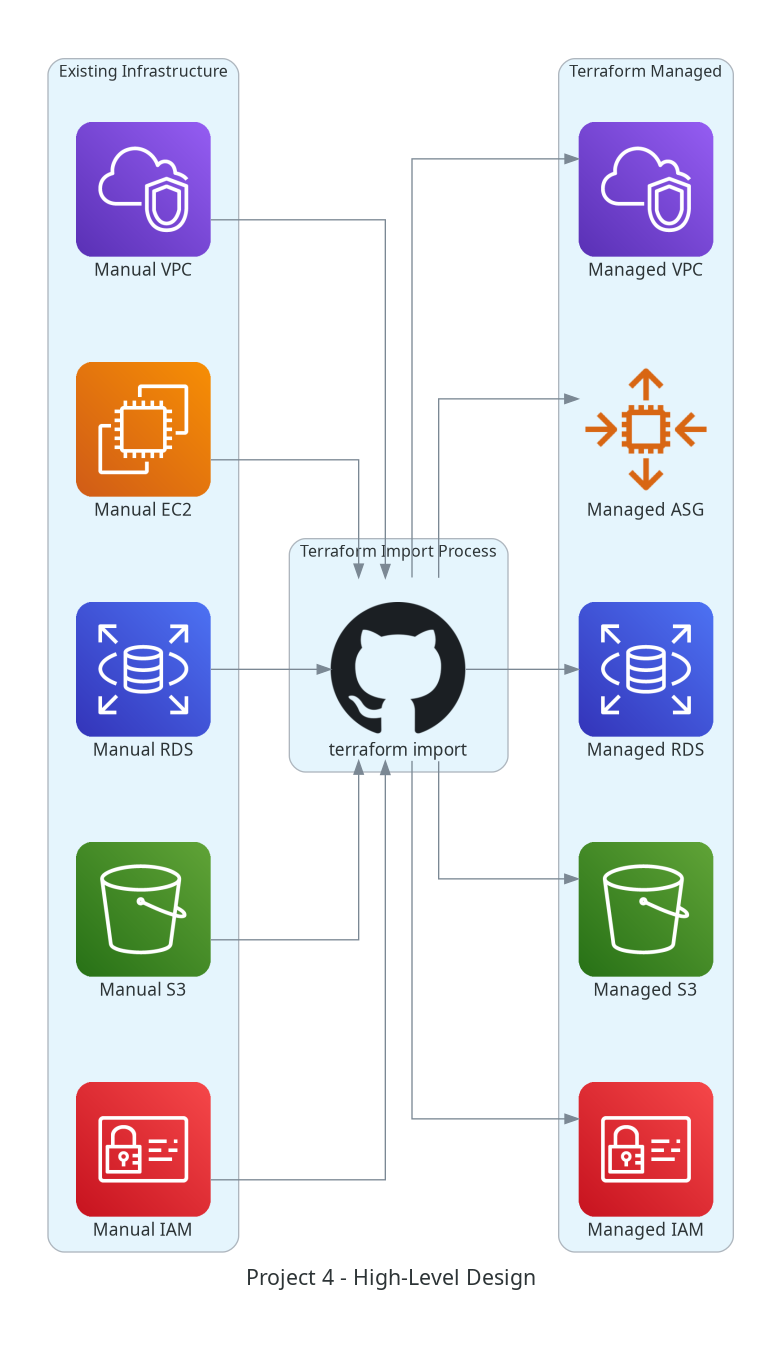 Existing Infrastructure
Terraform Managed
Manual VPC
Managed VPC
Manual EC2
Managed ASG
Terraform Import Process
Manual RDS
terraform import
Managed RDS
Manual S3
Managed S3
Manual IAM
Managed IAM
Project 4 - High-Level Design